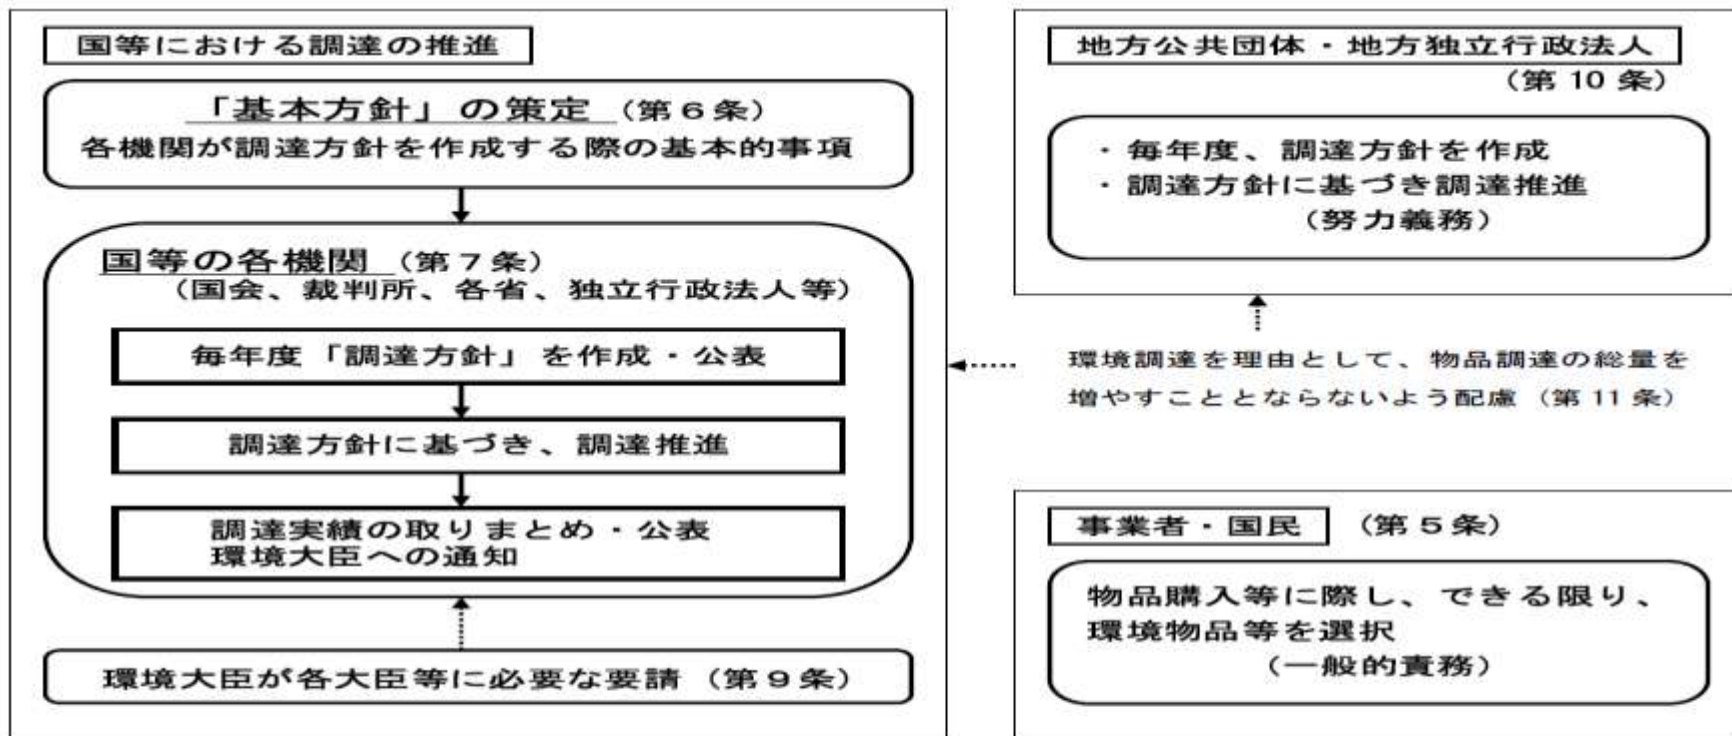 国等における調達の推進
「基本方針」の策定（第６条）
各機関が調達方針を作成する際の基本的事項
国等の各機関（第７条）
（国会、裁判所、各省、独立行政法人等）
毎年度「調達方針」を作成・公表
調達方針に基づき、調達推進
調達実績の取りまとめ・公表
環境大臣への通知
環境大臣が各大臣等に必要な要請（第９条）
地方公共団体・地方独立行政法人
（第10条）
・毎年度、調達方針を作成
・調達方針に基づき調達推進
（努力義務）
環境調達を理由として、物品調達の総量を
増やすこととならないよう配慮（第11条）
事業者・国民（第５条）
物品購入等に際し、できる限り、
環境物品等を選択
（一般的責務）